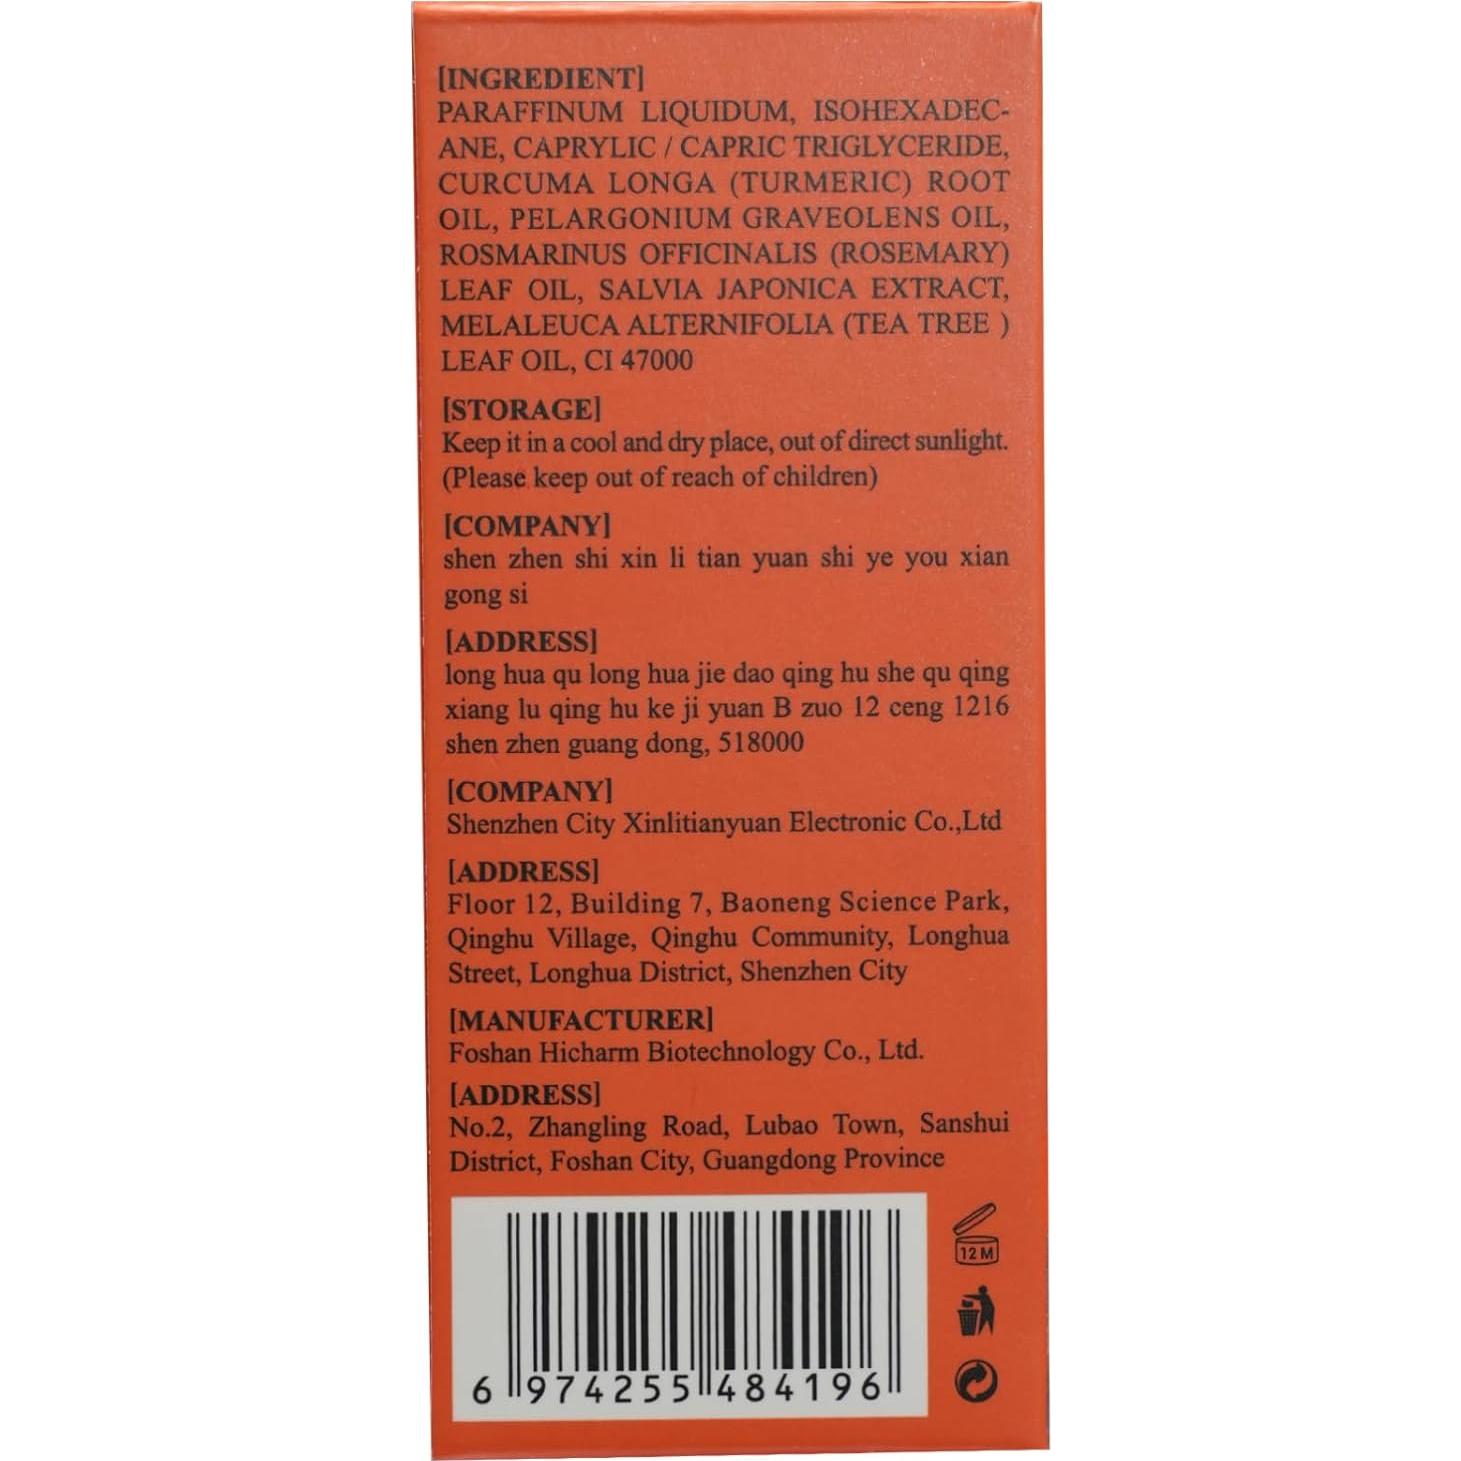 [INGREDIENT]
PARAFFINUM LIQUIDUM, ISOHEXADEC-
ANE, CAPRYLIC / CAPRIC TRIGLYCERIDE,
CURCUMA LONGA (TURMERIC) ROOT
OIL, PELARGONIUM GRAVEOLENS OIL,
ROSMARINUS OFFICINALIS (ROSEMARY)
LEAF OIL, SALVIA JAPONICA EXTRACT,
MELALEUCA ALTERNIFOLIA (TEA TREE )
LEAF OIL, CI 47000
[STORAGE]
Keep it in a cool and dry place, out of direct sunlight.
(Please keep out of reach of children)
[COMPANY]
shen zhen shi xin li tian yuan shi ye you xian
gong si
[ADDRESS]
long hua qu long hua jie dao qing hu she qu qing
xiang lu qing hu ke ji yuan B zuo 12 ceng 1216
shen zhen guang dong, 518000
[COMPANY]
Shenzhen City Xinlitianyuan Electronic Co.,Ltd
[ADDRESS]
Floor 12, Building 7, Baoneng Science Park,
Qinghu Village, Qinghu Community, Longhua
Street, Longhua District, Shenzhen City
[MANUFACTURER]
Foshan Hicharm Biotechnology Co., Ltd.
[ADDRESS]
No.2, Zhangling Road, Lubao Town, Sanshui
District, Foshan City, Guangdong Province
12 M
6 974255 484196